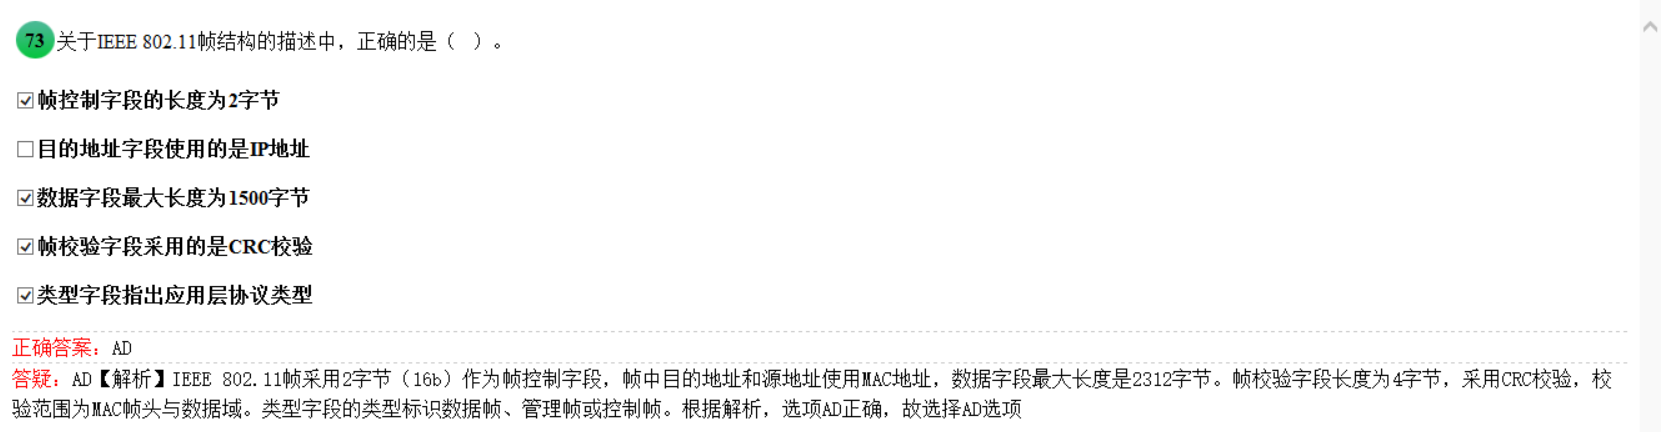 73 关于IEEE 802.11帧结构的描述中，正确的是（ ）。
帧控制字段的长度为2字节
目的地址字段使用的是IP地址
数据字段最大长度为1500字节
帧校验字段采用的是CRC校验
类型字段指出应用层协议类型
正确答案：AD
答疑：AD【解析】IEEE 802.11帧采用2字节（16b）作为帧控制字段，帧中目的地址和源地址使用MAC地址，数据字段最大长度是2312字节。帧校验字段长度为4字节，采用CRC校验，校
验范围为MAC帧头与数据域。类型字段的类型标识数据帧、管理帧或控制帧。根据解析，选项AD正确，故选择AD选项